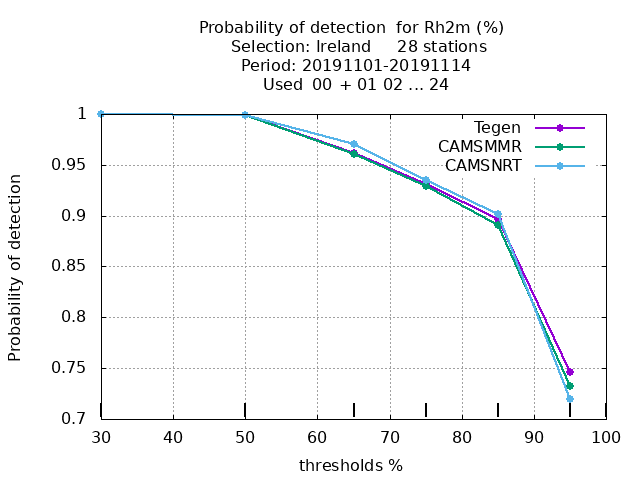 Probability of detection  for Rh2m (%)
Selection: Ireland     28 stations
Period: 20191101-20191114
Used  00  + 01 02 ... 24
Tegen
CAMSMMR
CAMSNRT
Probability of detection
1
0.95
0.9
0.85
0.8
0.75
0.7
30 40 50 60 70 80 90 100
thresholds %